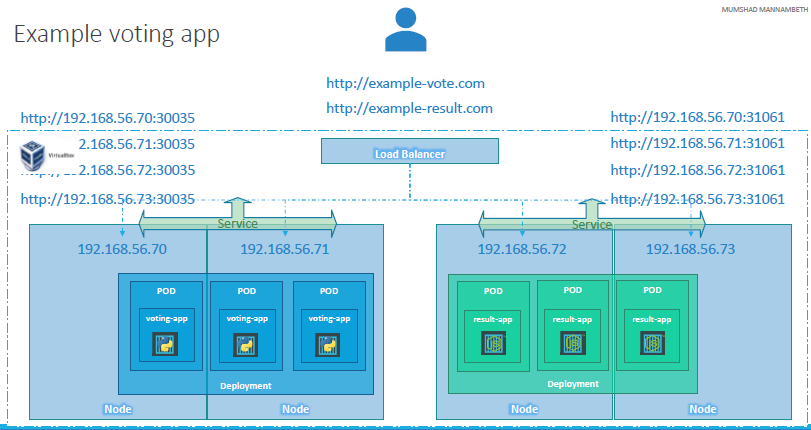 MUMSHAD MANNAMBETH
Example voting app
http://example-vote.com
http://example-result.com
http://192.168.56.70:30035
2.168.56.71:30035
2.168.56.72:30035
http://192.168.56.73:30035
VirtualBox
Load Balancer
http://192.168.56.70:31061
http://192.168.56.71:31061
http://192.168.56.72:31061
http://192.168.56.73:31061
Service
Service
192.168.56.70
192.168.56.71
192.168.56.72
192.168.56.73
POD
POD
POD
voting-app
voting-app
voting-app
Deployment
POD
POD
POD
result-app
result-app
result-app
Deployment
Node
Node
Node
Node